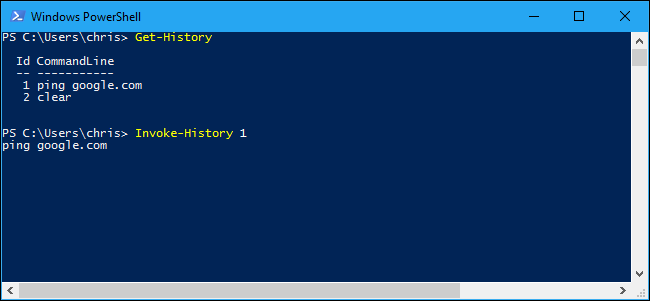 Windows PowerShell
PS C:\Users\chris> Get-History
Id CommandLine
-- -----------
1 ping google.com
2 clear
PS C:\Users\chris> Invoke-History 1
ping google.com